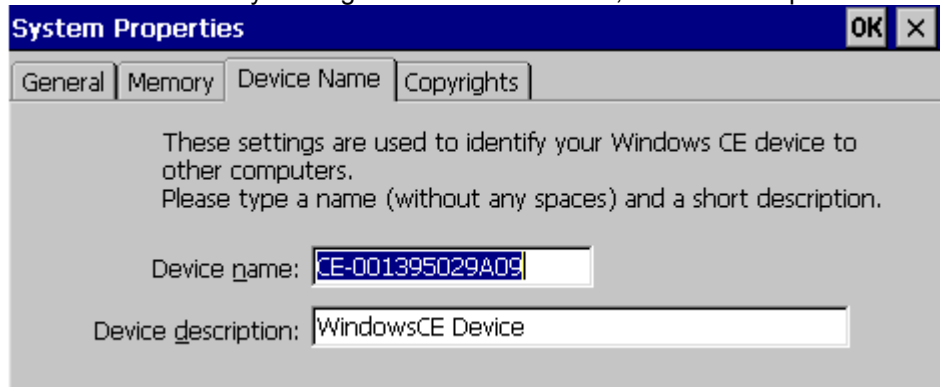 System Properties OK ×
General Memory Device Name Copyrights
These settings are used to identify your Windows CE device to
other computers.
Please type a name (without any spaces) and a short description.
Device name: CE-001395029A09
Device description: WindowsCE Device